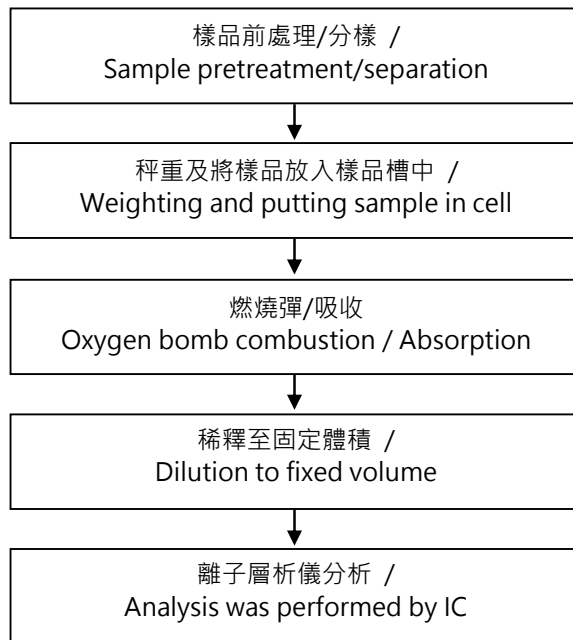 樣品前處理/分樣 /
Sample pretreatment/separation
秤重及將樣品放入樣品槽中 /
Weighting and putting sample in cell
燃燒彈/吸收
Oxygen bomb combustion / Absorption
稀釋至固定體積 /
Dilution to fixed volume
離子層析儀分析 /
Analysis was performed by IC